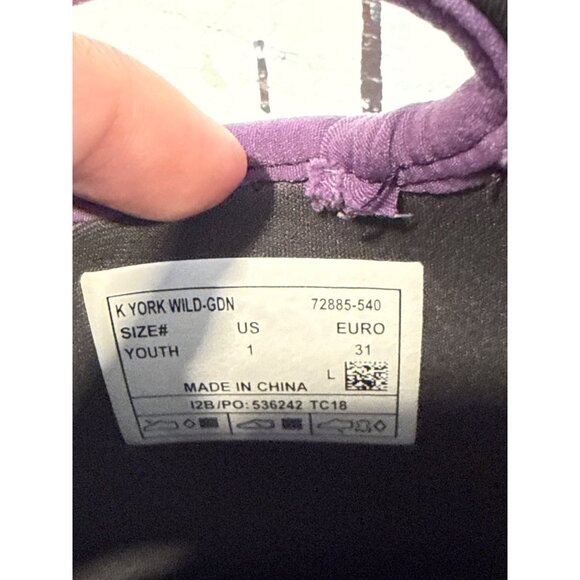 K YORK WILD-GDN 72885-540
SIZE# US EURO
YOUTH 1 31
L
MADE IN CHINA
I2B/PO: 536242 TC18